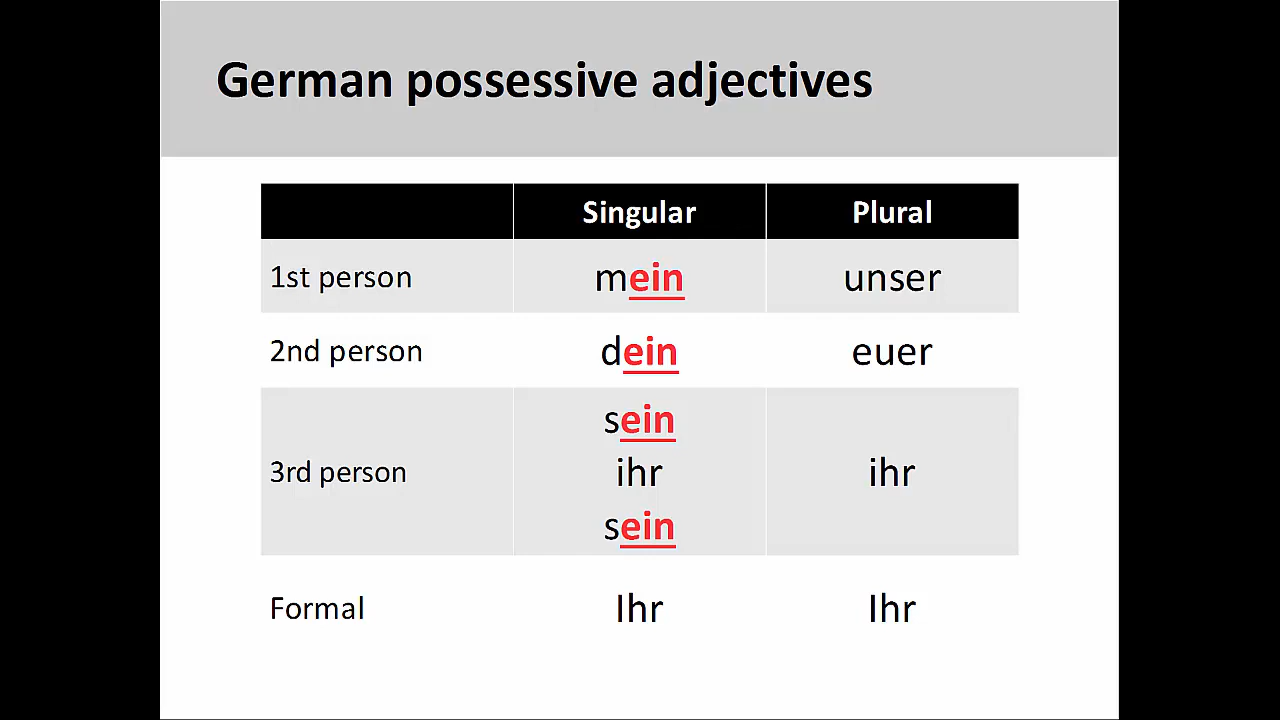 German possessive adjectives
Singular Plural
1st person mein unser
2nd person dein euer
sein
3rd person ihr ihr
sein
Formal Ihr Ihr